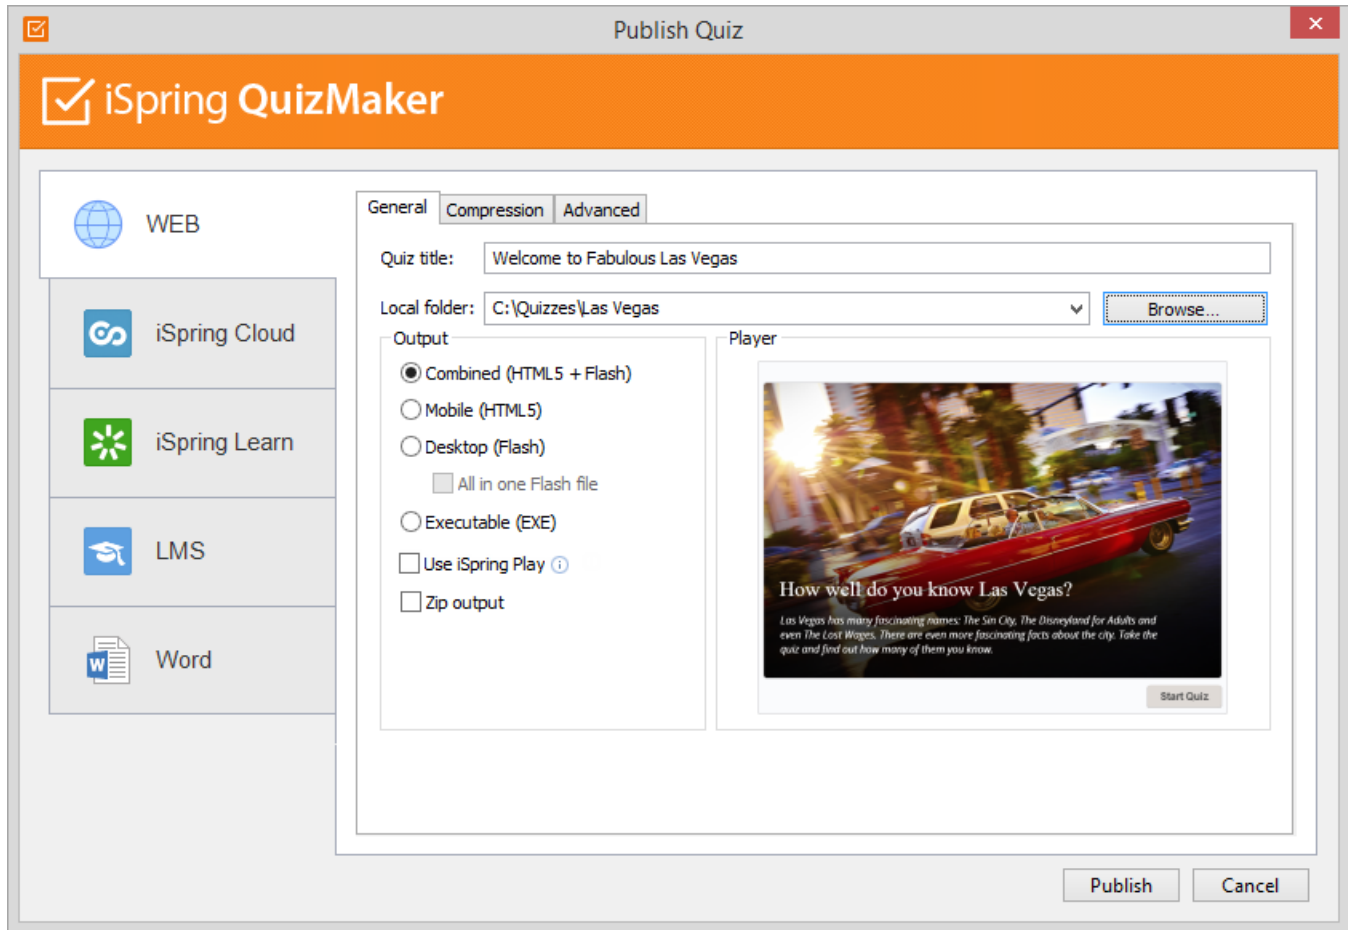 Publish Quiz
iSpring QuizMaker
WEB
iSpring Cloud
iSpring Learn
LMS
Word
General
Compression
Advanced
Quiz title:
Welcome to Fabulous Las Vegas
Local folder:
C:\Quizzes\Las Vegas
Browse...
Output
Combined (HTML5 + Flash)
Mobile (HTML5)
Desktop (Flash)
All in one Flash file
Executable (EXE)
Use iSpring Play
Zip output
Player
How well do you know Las Vegas?
Las Vegas has many fascinating names: The Sin City, The Disneyland for Adults and
even The Lost Wages. There are even more fascinating facts about the city. Take the
quiz and find out how many of them you know.
Start Quiz
Publish
Cancel